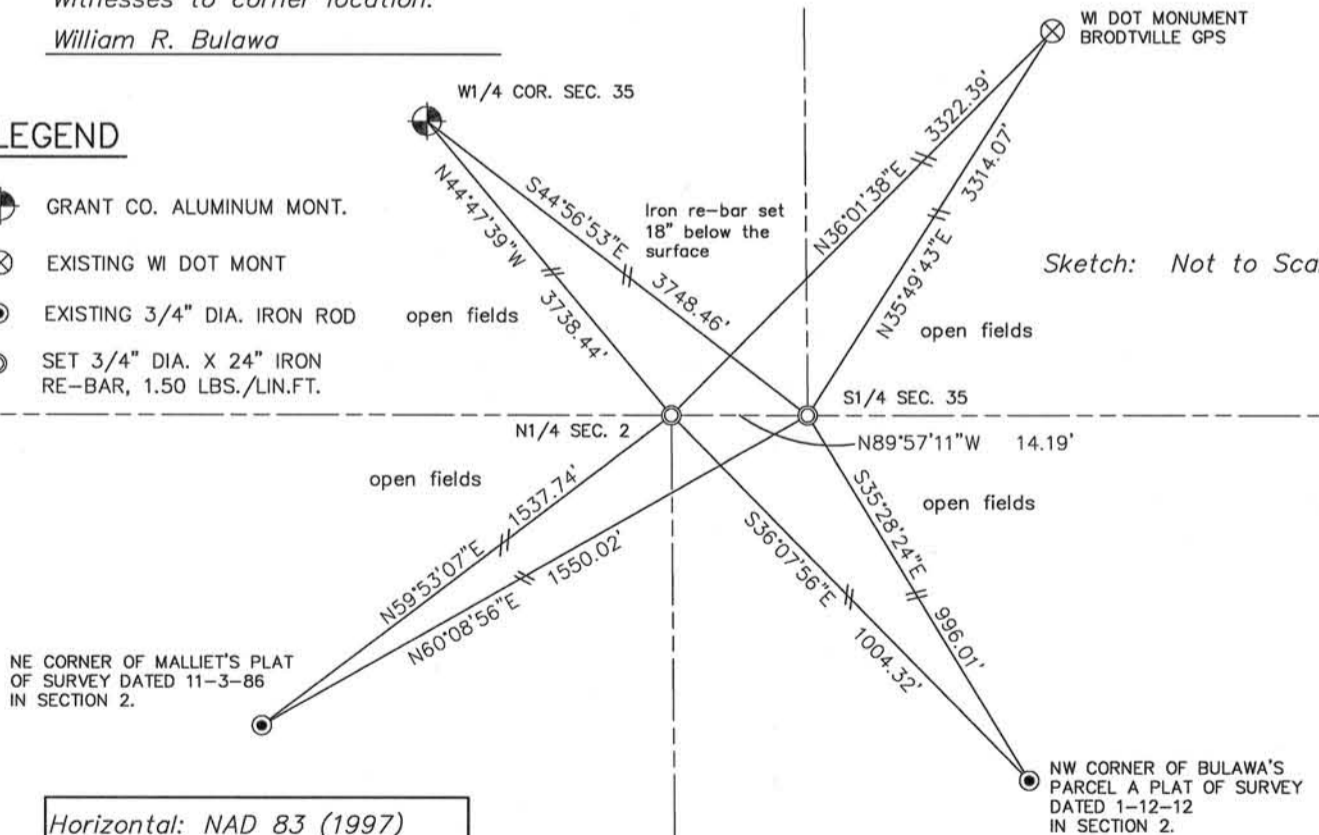 Witnesses to corner location:
William R. Bulawa
WI DOT MONUMENT
BRODTVILLE GPS
W1/4 COR. SEC. 35
LEGEND
GRANT CO. ALUMINUM MONT.
EXISTING WI DOT MONT
EXISTING 3/4" DIA. IRON ROD
SET 3/4" DIA. X 24" IRON
RE-BAR, 1.50 LBS./LIN.FT.
N44°47'39"W 3738.44'
S44°56'53"E 3748.46'
Iron re-bar set
18" below the
surface
N36°01'38"E 3322.39'
N35°49'43"E 3314.07'
Sketch: Not to Sca
open fields
open fields
N1/4 SEC. 2
S1/4 SEC. 35
N89°57'11"W 14.19'
open fields
open fields
N59°53'07"E 1537.74'
N60°08'56"E 1550.02'
S36°07'56"E 1004.32'
S35°28'24"E 996.01'
NE CORNER OF MALLIET'S PLAT
OF SURVEY DATED 11-3-86
IN SECTION 2.
NW CORNER OF BULAWA'S
PARCEL A PLAT OF SURVEY
DATED 1-12-12
IN SECTION 2.
Horizontal: NAD 83 (1997)